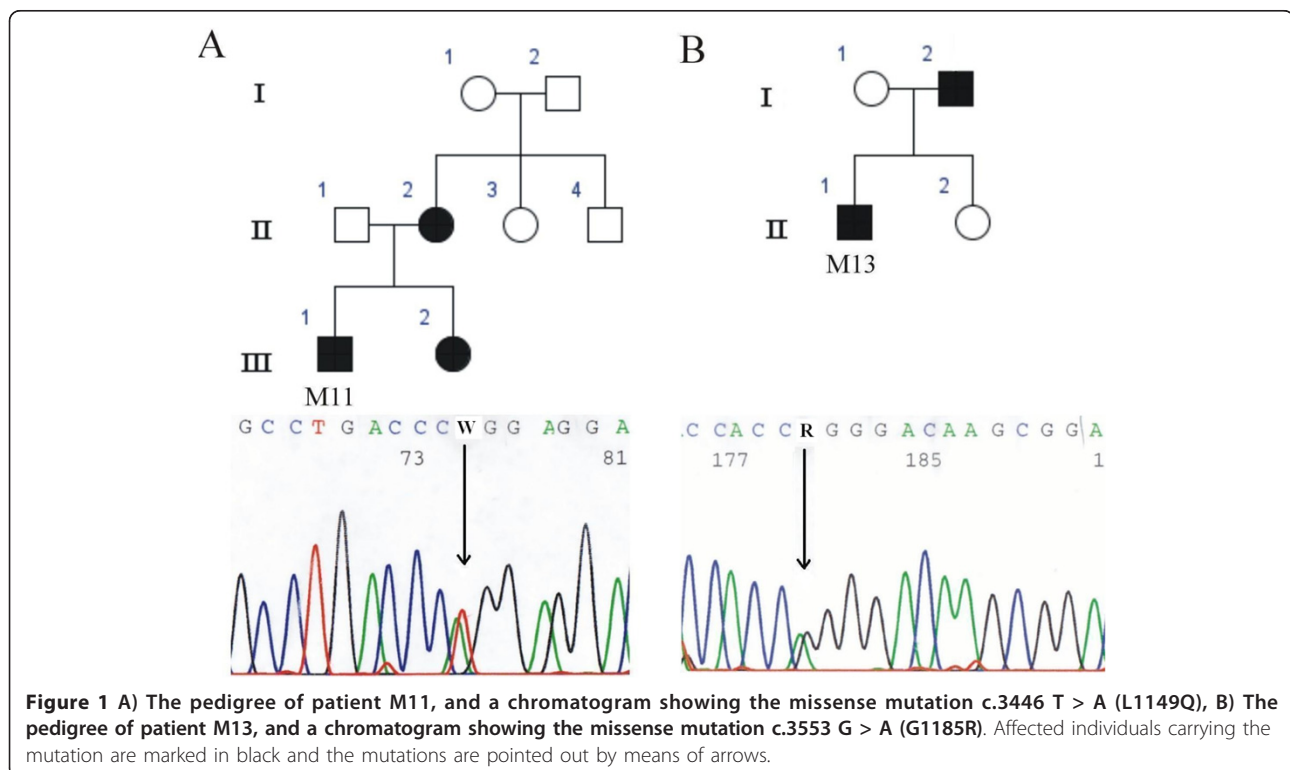 A
B
1 2
1 2
I
I
1 2 3 4
1 2
II
II
M13
1 2
III
M11
G C C T G A C C C W G G A G G A
73 81
.C C A C C R G G G A C A A G C G G A
177 185 1
Figure 1 A) The pedigree of patient M11, and a chromatogram showing the missense mutation c.3446 T > A (L1149Q), B) The
pedigree of patient M13, and a chromatogram showing the missense mutation c.3553 G > A (G1185R). Affected individuals carrying the
mutation are marked in black and the mutations are pointed out by means of arrows.